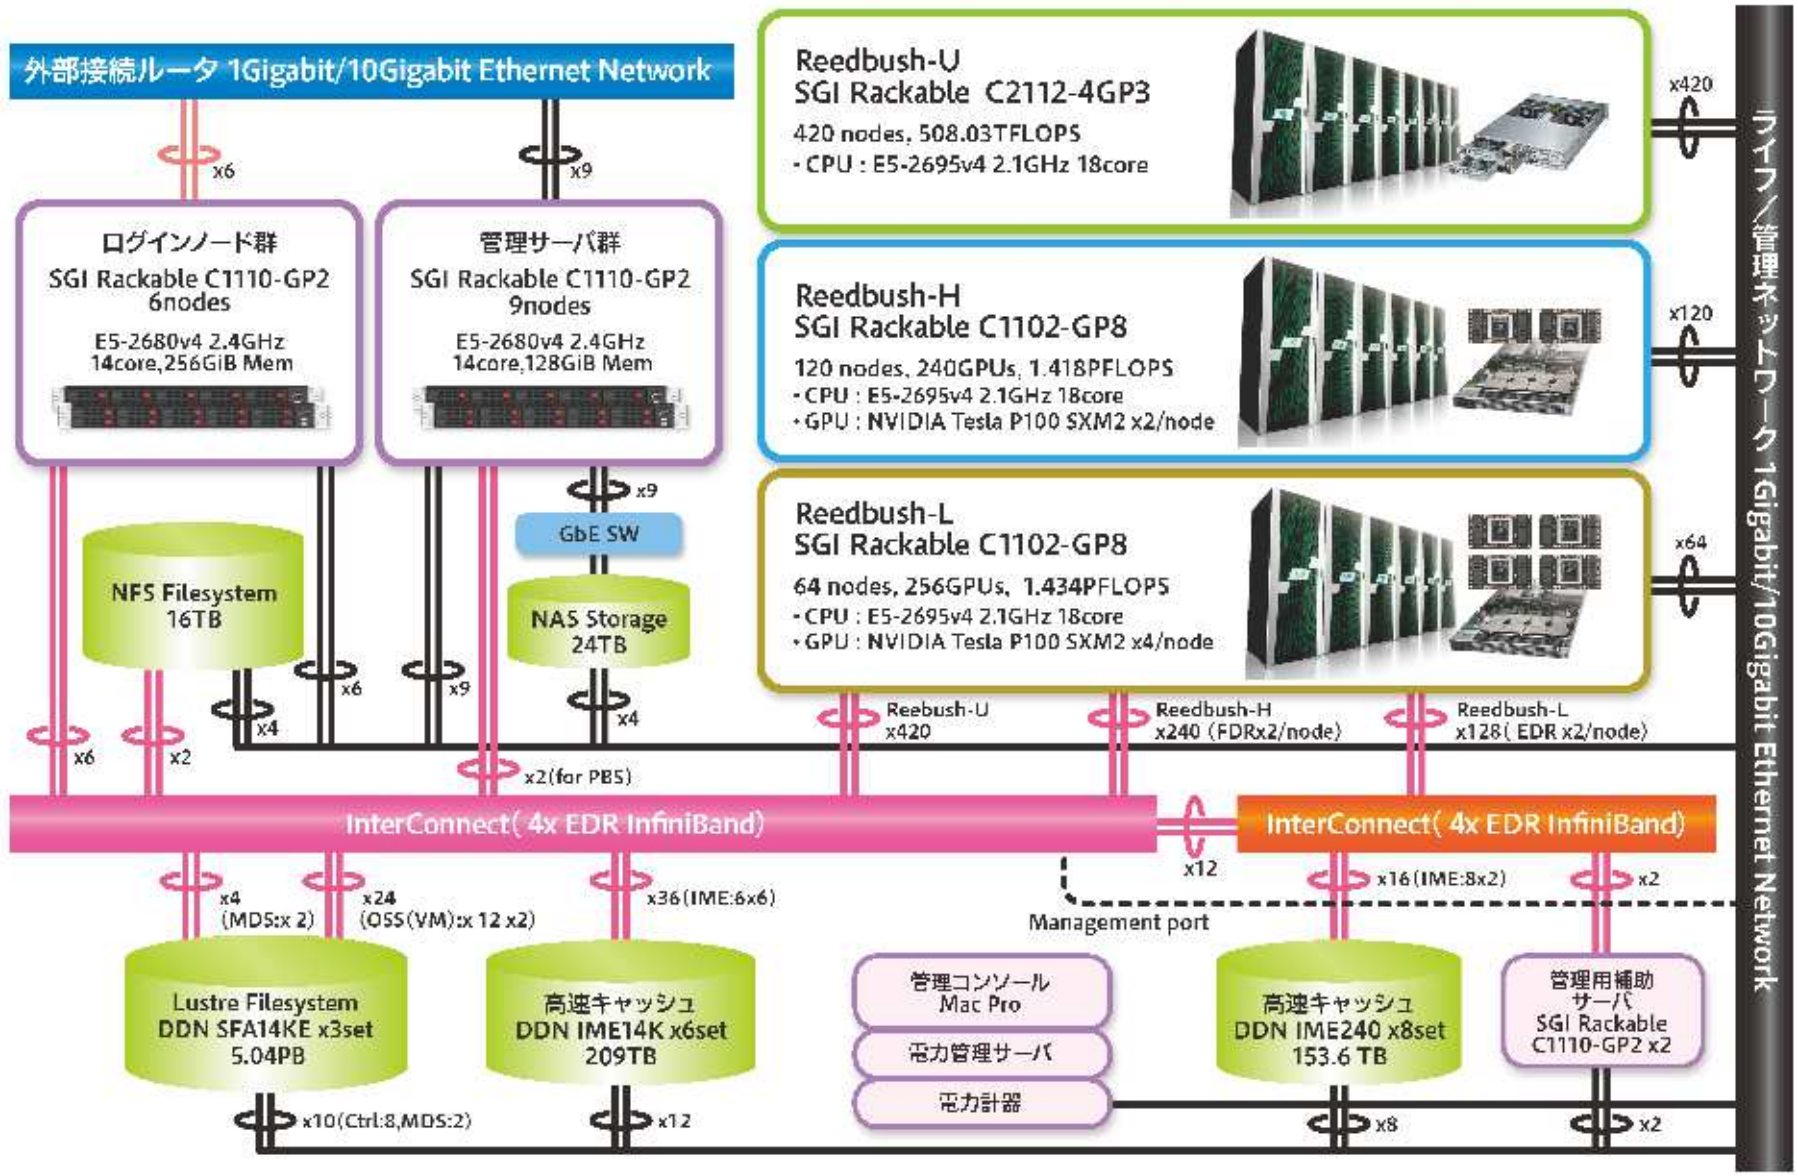 外部接続ルータ 1Gigabit/10Gigabit Ethernet Network
x6
x9
ログインノード群
SGI Rackable C1110-GP2
6nodes
E5-2680v4 2.4GHz
14core,256GiB Mem
管理サーバ群
SGI Rackable C1110-GP2
9nodes
E5-2680v4 2.4GHz
14core,128GiB Mem
Reedbush-U
SGI Rackable C2112-4GP3
420 nodes, 508.03TFLOPS
・CPU : E5-2695v4 2.1GHz 18core
x420
Reedbush-H
SGI Rackable C1102-GP8
120 nodes, 240GPUs, 1.418PFLOPS
・CPU : E5-2695v4 2.1GHz 18core
・GPU : NVIDIA Tesla P100 SXM2 x2/node
x120
Reedbush-L
SGI Rackable C1102-GP8
64 nodes, 256GPUs, 1.434PFLOPS
・CPU : E5-2695v4 2.1GHz 18core
・GPU : NVIDIA Tesla P100 SXM2 x4/node
x64
ライフ/管理ネットワーク 1Gigabit/10Gigabit Ethernet Network
x9
GbE SW
NFS Filesystem
16TB
NAS Storage
24TB
x6
x9
x4
x4
x6
x2
x2(for PBS)
Reebush-U
x420
Reedbush-H
x240 (FDRx2/node)
Reedbush-L
x128( EDR x2/node)
InterConnect( 4x EDR InfiniBand)
x12
InterConnect( 4x EDR InfiniBand)
x4
(MDS:x 2)
x24
(OSS(VM):x 12 x2)
x36(IME:6x6)
x16(IME:8x2)
x2
Management port
Lustre Filesystem
DDN SFA14KE x3set
5.04PB
高速キャッシュ
DDN IME14K x6set
209TB
管理コンソール
Mac Pro
電力管理サーバ
電力計器
高速キャッシュ
DDN IME240 x8set
153.6 TB
管理用補助
サーバ
SGI Rackable
C1110-GP2 x2
x10(Ctrl:8,MDS:2)
x12
x8
x2